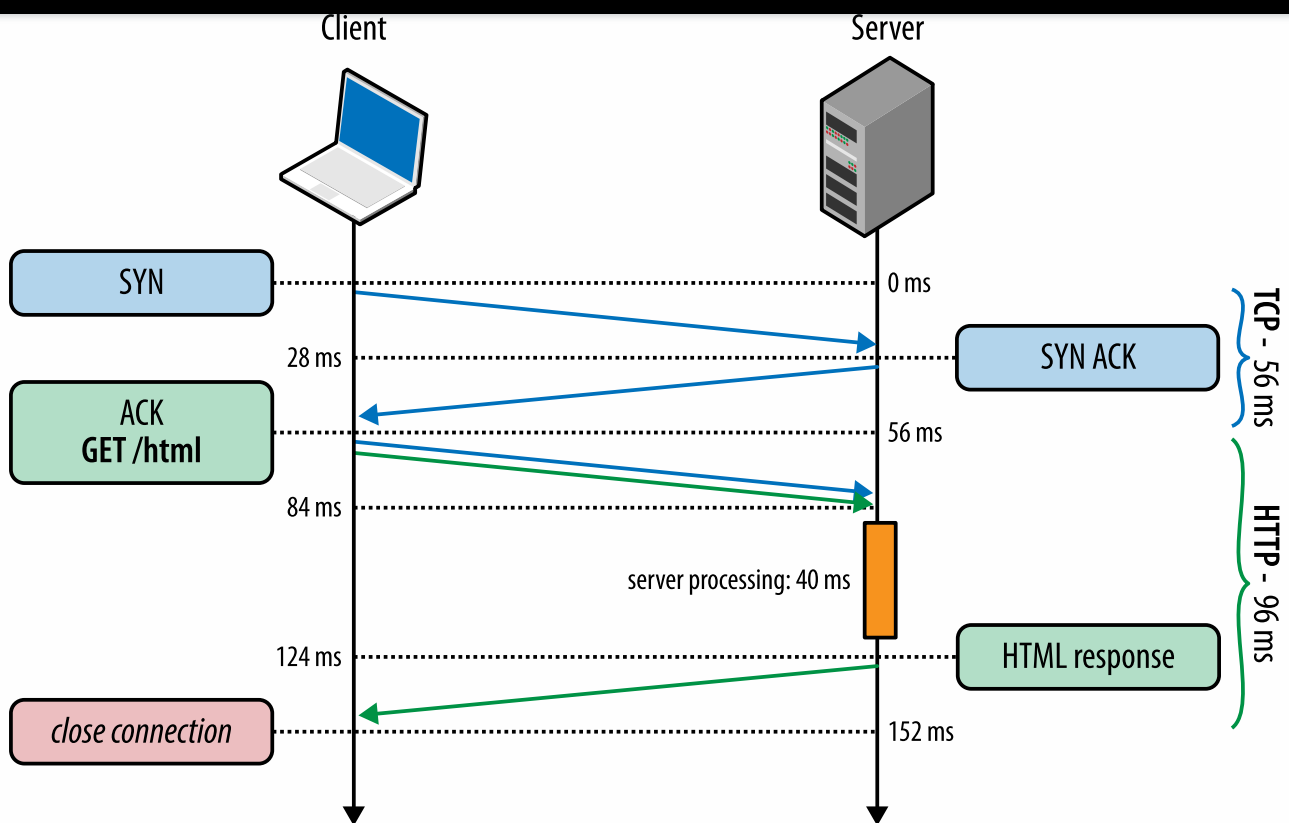 Client
Server
SYN
0 ms
28 ms
SYN ACK
TCP - 56 ms
ACK
GET /html
56 ms
84 ms
server processing: 40 ms
HTTP - 96 ms
124 ms
HTML response
close connection
152 ms